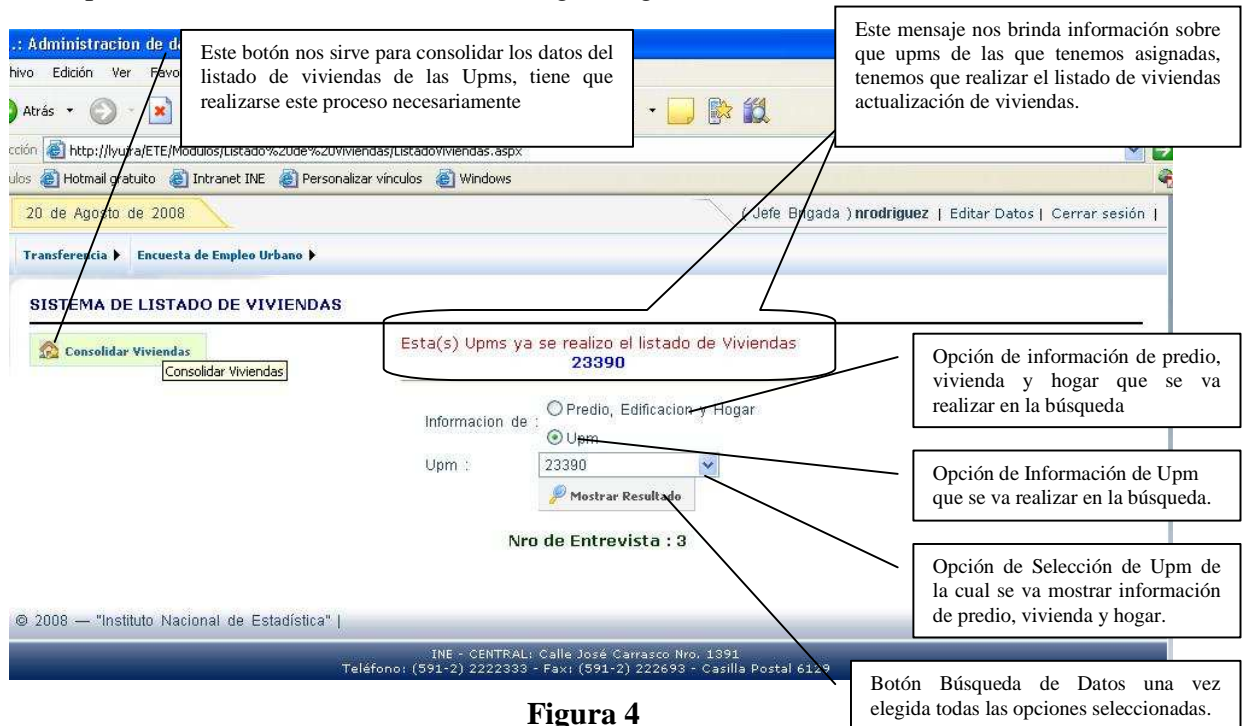 Este botón nos sirve para consolidar los datos del
listado de viviendas de las Upms, tiene que
realizarse este proceso necesariamente
Este mensaje nos brinda información sobre
que upms de las que tenemos asignadas,
tenemos que realizar el listado de viviendas
actualización de viviendas.
.: Administracion de
Edición Ver
Atrás
http://lyujra/ETE/Modulos/Listado%20de%20Viviendas/ListadoViviendas.aspx
Hotmail gratuito Intranet INE Personalizar vínculos Windows
20 de Agosto de 2008
( Jefe Brigada ) nrodriguez | Editar Datos | Cerrar sesión |
Transferencia Encuesta de Empleo Urbano
SISTEMA DE LISTADO DE VIVIENDAS
Consolidar Viviendas
Consolidar Viviendas
Esta(s) Upms ya se realizo el listado de Viviendas
23390
Informacion de :
Predio, Edificacion y Hogar
Upm
Upm :
23390
Mostrar Resultado
Nro de Entrevista : 3
Opción de información de predio,
vivienda y hogar que se va
realizar en la búsqueda
Opción de Información de Upm
que se va realizar en la búsqueda.
Opción de Selección de Upm de
la cual se va mostrar información
de predio, vivienda y hogar.
Botón Búsqueda de Datos una vez
elegida todas las opciones seleccionadas.
© 2008 — "Instituto Nacional de Estadística" |
INE - CENTRAL: Calle José Carrasco Nro. 1391
Teléfono: (591-2) 2222333 - Fax: (591-2) 222693 - Casilla Postal 6129
Figura 4